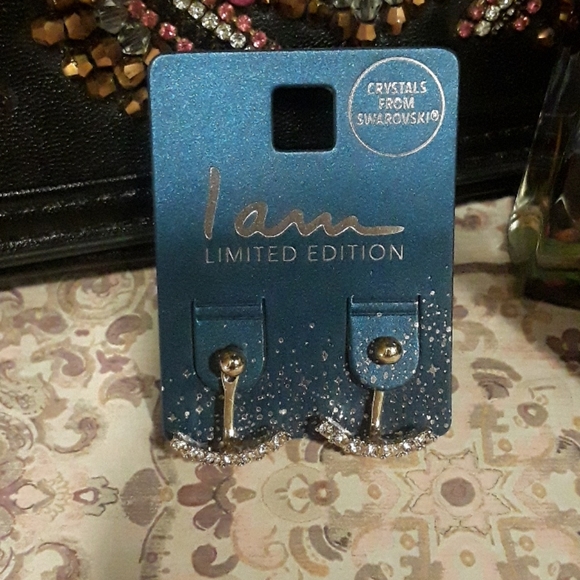 CRYSTALS
FROM
SWAROVSKI®
I am
LIMITED EDITION